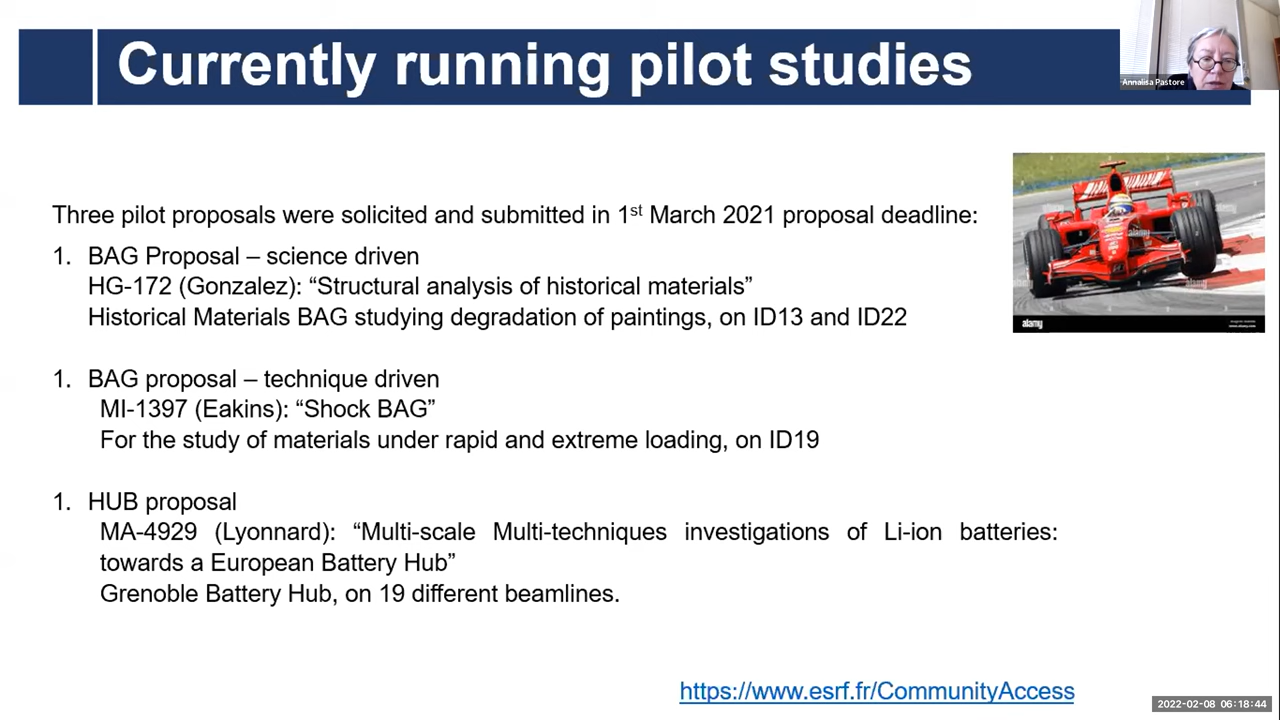 Currently running pilot studies
Annalisa Pastore
Three pilot proposals were solicited and submitted in 1st March 2021 proposal deadline:
1. BAG Proposal – science driven
HG-172 (Gonzalez): “Structural analysis of historical materials”
Historical Materials BAG studying degradation of paintings, on ID13 and ID22
1. BAG proposal – technique driven
MI-1397 (Eakins): “Shock BAG”
For the study of materials under rapid and extreme loading, on ID19
1. HUB proposal
MA-4929 (Lyonnard): “Multi-scale Multi-techniques investigations of Li-ion batteries:
towards a European Battery Hub”
Grenoble Battery Hub, on 19 different beamlines.
alamy
https://www.esrf.fr/CommunityAccess
2022-02-08 06:18:44